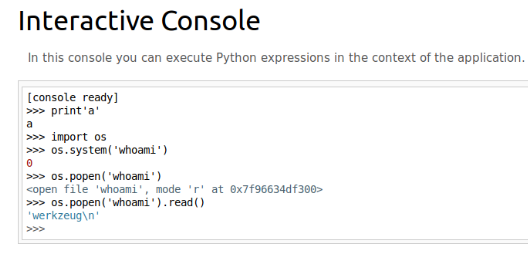 Interactive Console
In this console you can execute Python expressions in the context of the application.
[console ready]
>>> print'a'
a
>>> import os
>>> os.system('whoami')
0
>>> os.popen('whoami')
<open file 'whoami', mode 'r' at 0x7f96634df300>
>>> os.popen('whoami').read()
'werkzeug\n'
>>>